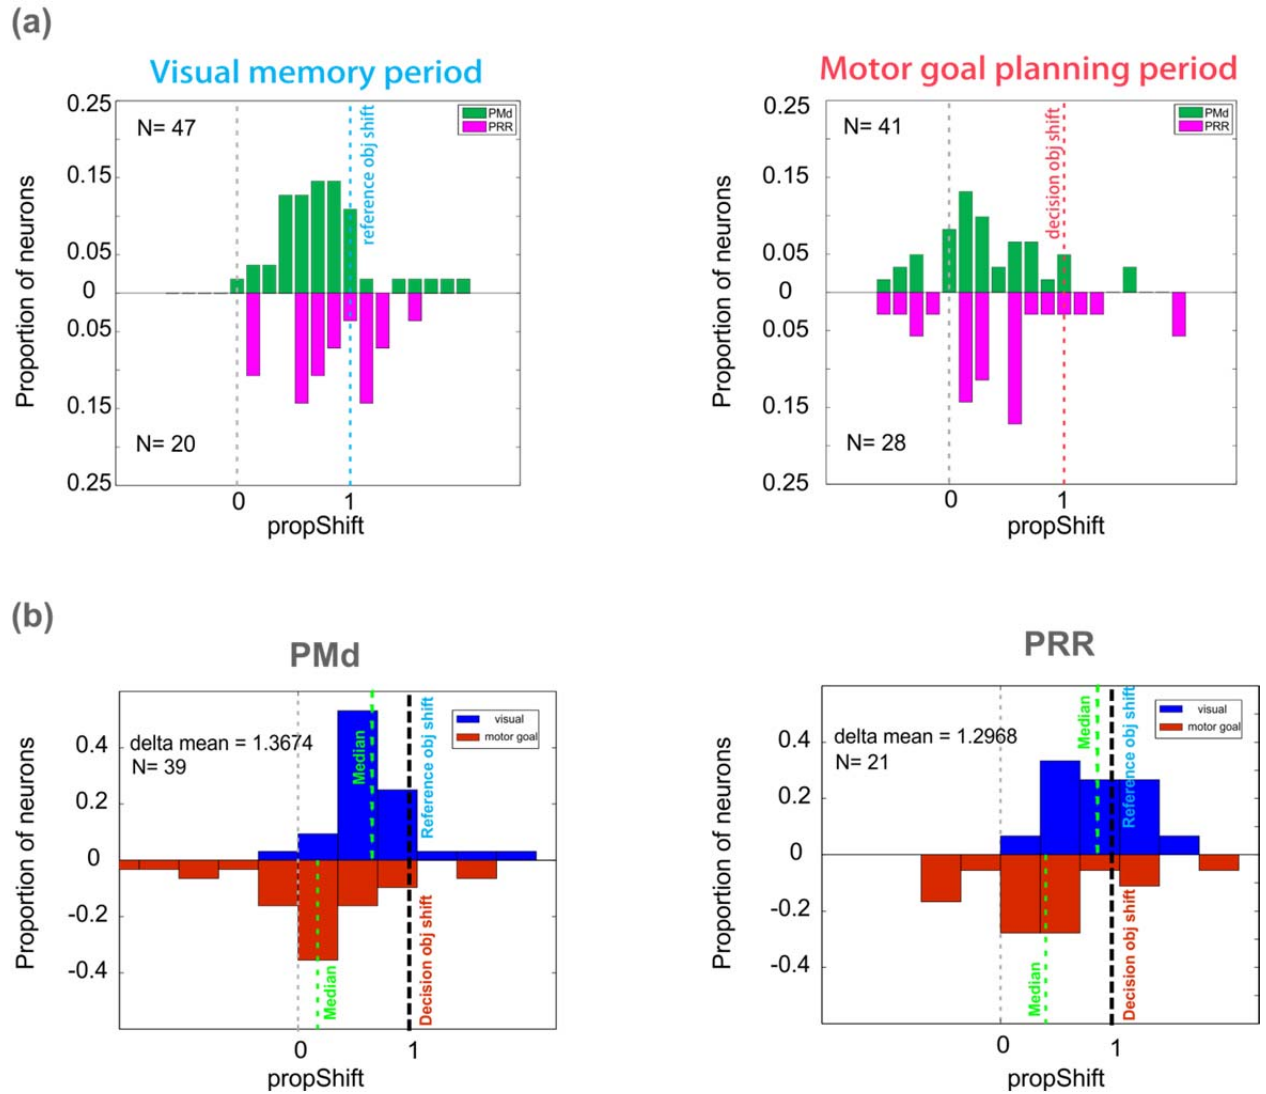 (a)
Visual memory period
0.25
0.15
0.05
0
0.05
0.15
0.25
Proportion of neurons
N= 47
N= 20
PMd
PRR
reference obj shift
0
1
propShift
Motor goal planning period
0.25
0.15
0.05
0
0.05
0.15
0.25
Proportion of neurons
N= 41
N= 28
PMd
PRR
decision obj shift
0
1
propShift
(b)
PMd
0.4
0.2
0
-0.2
-0.4
Proportion of neurons
delta mean = 1.3674
N= 39
visual
motor goal
Median
Reference obj shift
Median
Decision obj shift
0
1
propShift
PRR
0.4
0.2
0
-0.2
-0.4
Proportion of neurons
delta mean = 1.2968
N= 21
visual
motor goal
Median
Reference obj shift
Median
Decision obj shift
0
1
propShift